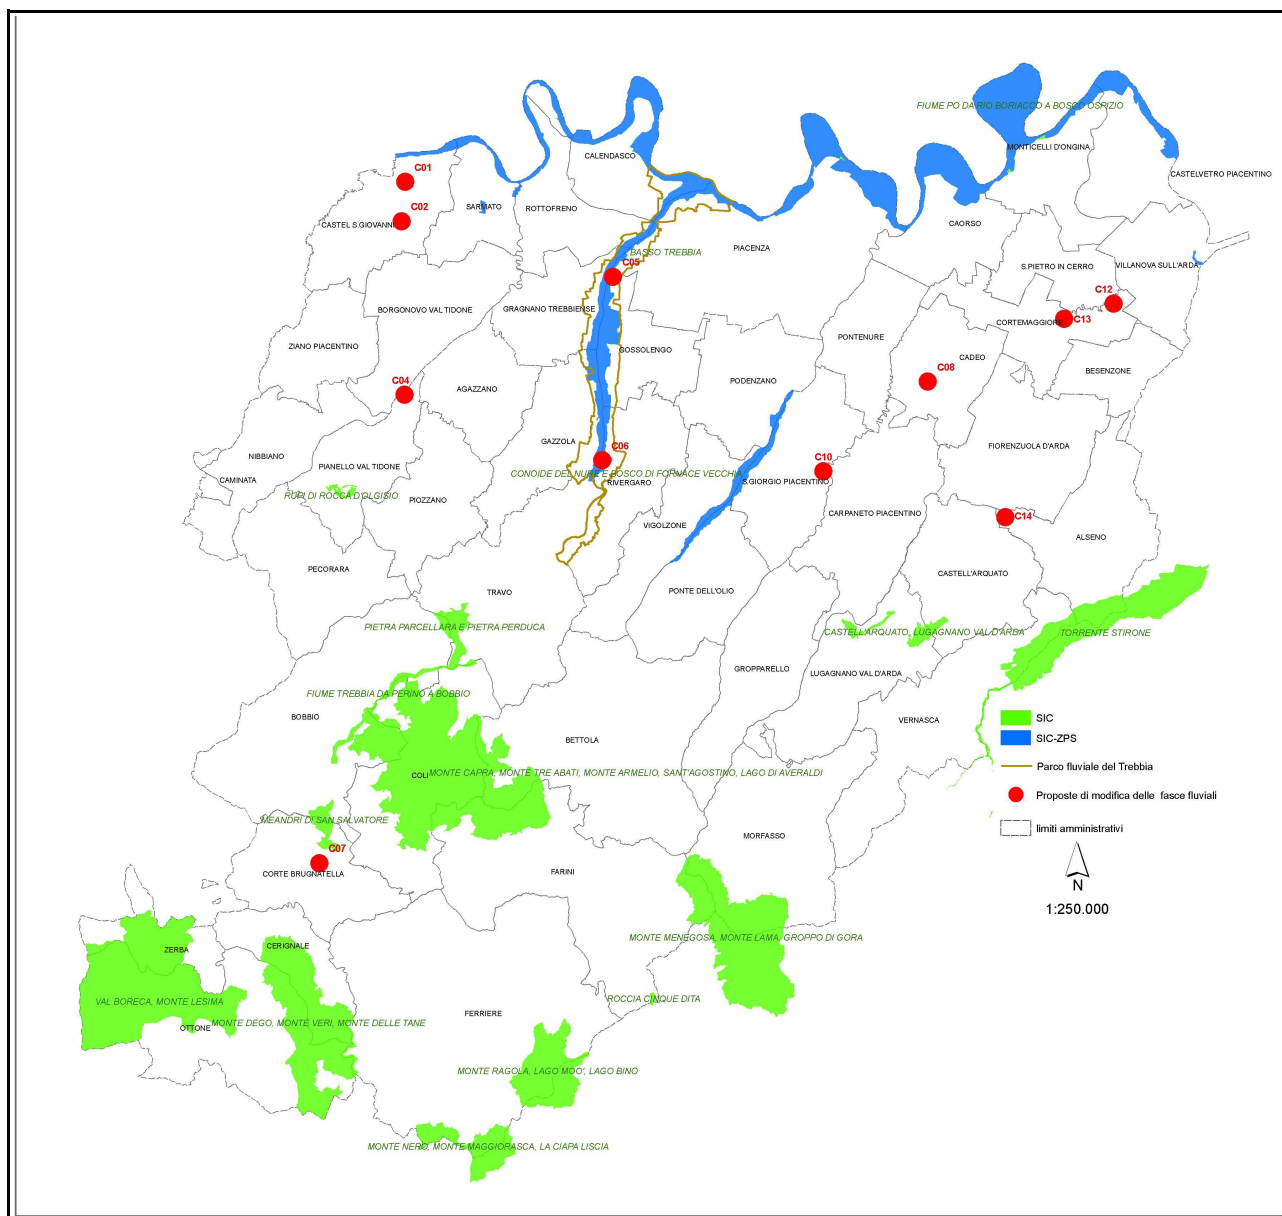 FIUME PO DA RIO BORIACCO A BOSCO OSPIZIO
MONTICELLI D'ONGINA
CALENDASCO
C01
CASTELVETRO PIACENTINO
SARMATO
ROTTOFRENO
C02
CASTEL S.GIOVANNI
CAORSO
PIACENZA
BASSO TREBBIA
C05
S.PIETRO IN CERRO
VILLANOVA SULL'ARDA
C12
BORGONOVO VAL TIDONE
GRAGNANO TREBBIENSE
C13
CORTEMAGGIORE
PONTENURE
ZIANO PIACENTINO
GOSSOLENGO
CADEO
C08
BESENZONE
C04
AGAZZANO
PODENZANO
GAZZOLA
FIORENZUOLA D'ARDA
NIBBIANO
C06
C10
PIANELLO VAL TIDONE
CONOIDE DEL NURE E BOSCO DI FORNACE VECCHIA
CAMINATA
RIVERGARO
S.GIORGIO PIACENTINO
RUPI DI ROCCA D'OLGISIO
PIOZZANO
CARPANETO PIACENTINO
C14
VIGOLZONE
ALSENO
PECORARA
CASTELL'ARQUATO
TRAVO
PONTE DELL'OLIO
PIETRA PARCELLARA E PIETRA PERDUCA
CASTELL'ARQUATO, LUGAGNANO VAL D'ARDA
TORRENTE STIRONE
GROPPARELLO
LUGAGNANO VAL D'ARDA
FIUME TREBBIA DA PERINO A BOBBIO
BOBBIO
VERNASCA
SIC
BETTOLA
SIC-ZPS
Parco fluviale del Trebbia
COLI
MONTE CAPRA, MONTE TRE ABATI, MONTE ARMELIO, SANT'AGOSTINO, LAGO DI AVERALDI
Proposte di modifica delle fasce fluviali
MEANDRI DI SAN SALVATORE
limiti amministrativi
MORFASSO
C07
CORTE BRUGNATELLA
FARINI
N
1:250.000
MONTE MENEGOSA, MONTE LAMA, GROPPO DI GORA
CERIGNALE
ZERBA
VAL BORECA, MONTE LESIMA
ROCCIA CINQUE DITA
FERRIERE
OTTONE
MONTE DEGO, MONTE VERI, MONTE DELLE TANE
MONTE RAGOLA, LAGO MOO', LAGO BINO
MONTE NERO, MONTE MAGGIORASCA, LA CIAPA LISCIA